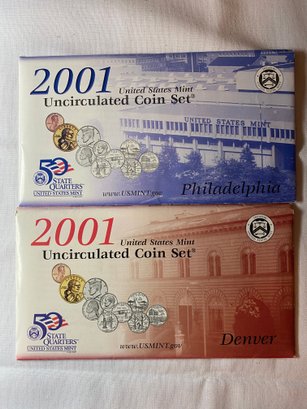 2001
United States Mint
Uncirculated Coin Set®
UNITED STATES MINT
50
STATE
QUARTERS
UNITED STATES MINT
www.USMINT.gov
Philadelphia
2001
United States Mint
Uncirculated Coin Set®
50
STATE
QUARTERS
UNITED STATES MINT
www.USMINT.gov
Denver